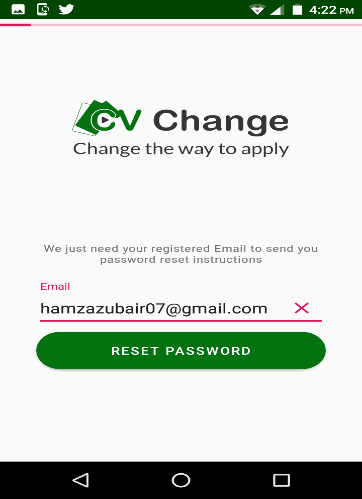 4:22 PM
CV Change
Change the way to apply
We just need your registered Email to send you
password reset instructions
Email
hamzazubair07@gmail.com
RESET PASSWORD